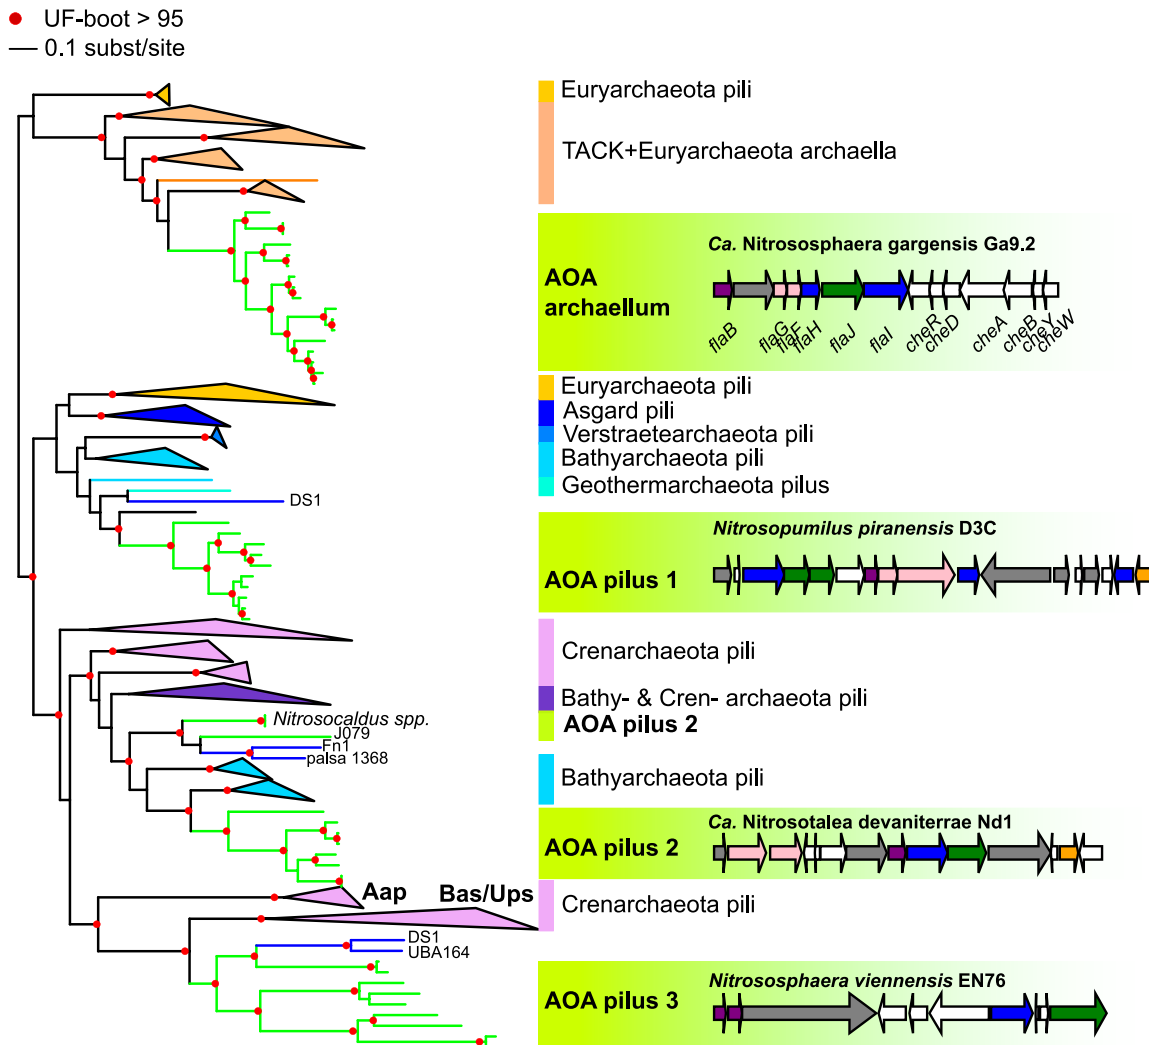 UF-boot > 95
0.1 subst/site
Euryarchaeota pili
TACK+Euryarchaeota archaella
Ca. Nitrososphaera gargensis Ga9.2
AOA
archaellum
flaB
flaG
flaF
flaH
flaJ
flaI
cheR
cheD
cheA
cheB
cheY
cheW
Euryarchaeota pili
Asgard pili
Verstraetearchaeota pili
Bathyarchaeota pili
Geothermarchaeota pilus
DS1
Nitrosopumilus piranensis D3C
AOA pilus 1
Crenarchaeota pili
Bathy- & Cren- archaeota pili
Nitrosocaldus spp.
AOA pilus 2
J079
Fn1
palsa 1368
Bathyarchaeota pili
Ca. Nitrosotalea devaniterrae Nd1
AOA pilus 2
Aap
Bas/Ups
Crenarchaeota pili
DS1
UBA164
Nitrososphaera viennensis EN76
AOA pilus 3